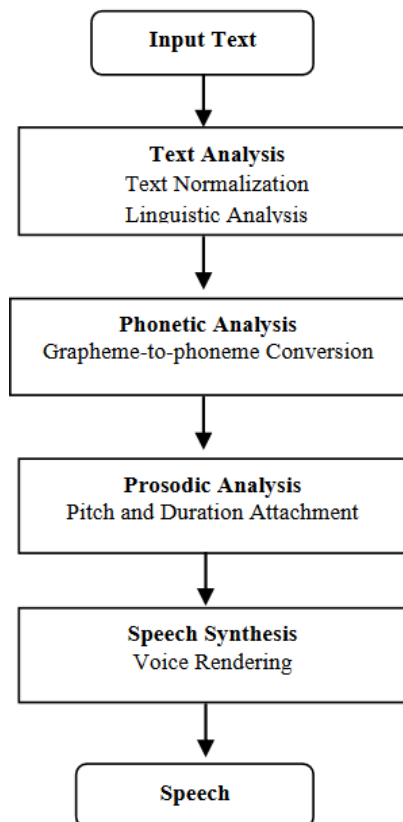 Input Text
Text Analysis
Text Normalization
Linguistic Analysis
Phonetic Analysis
Grapheme-to-phoneme Conversion
Prosodic Analysis
Pitch and Duration Attachment
Speech Synthesis
Voice Rendering
Speech